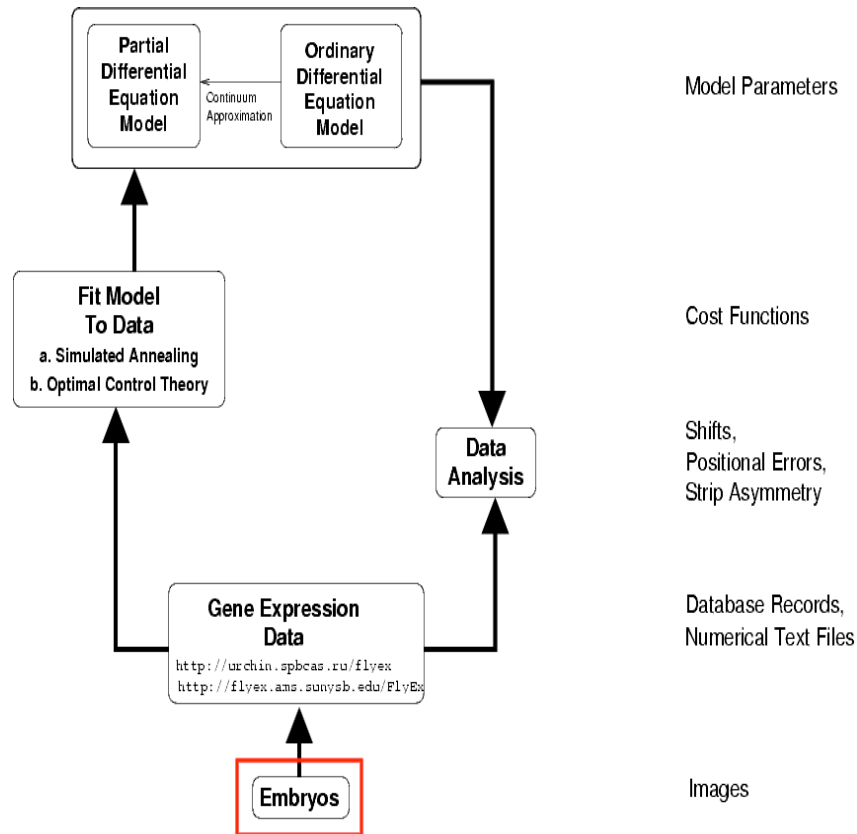 Partial
Differential
Equation
Model
Continuum
Approximation
Ordinary
Differential
Equation
Model
Model Parameters
Fit Model
To Data
a. Simulated Annealing
b. Optimal Control Theory
Cost Functions
Data
Analysis
Shifts,
Positional Errors,
Strip Asymmetry
Gene Expression
Data
http://urchin.spbcas.ru/flyex
http://flyex.ams.sunysb.edu/FlyEx
Database Records,
Numerical Text Files
Embryos
Images